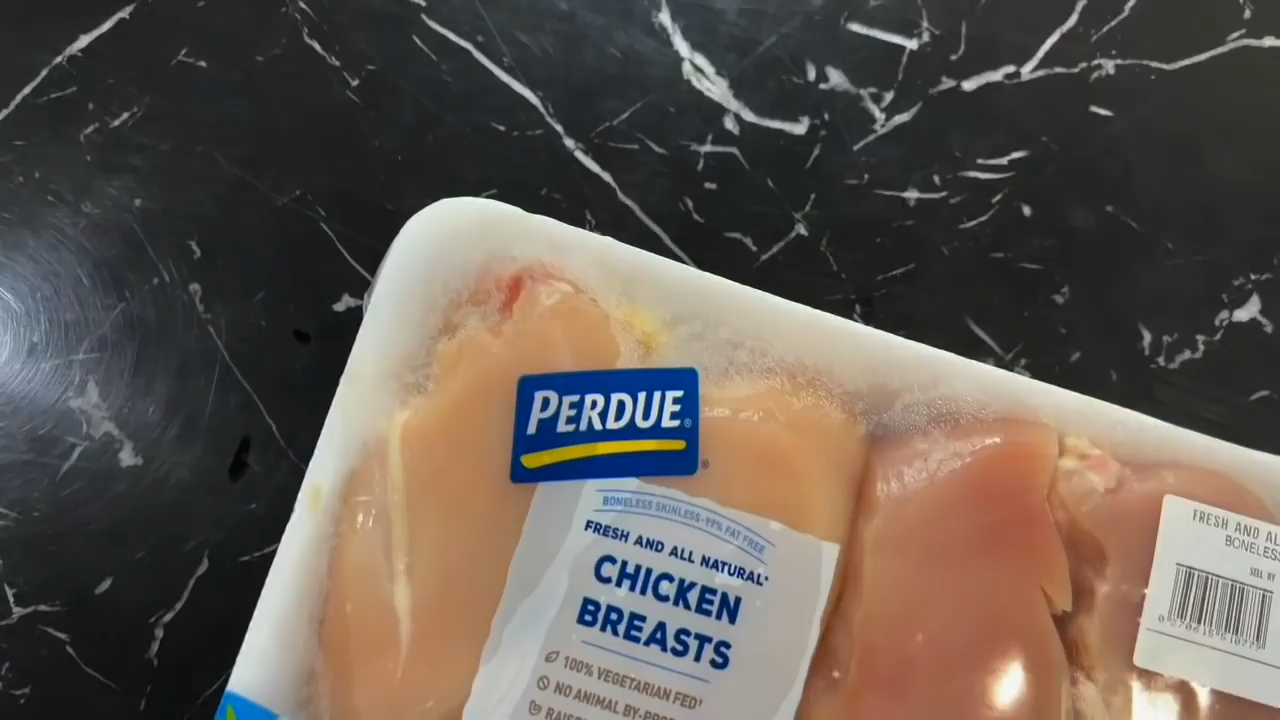 PERDUE®
®
BONELESS SKINLESS-99% FAT FREE
FRESH AND ALL NATURAL*
CHICKEN
BREASTS
100% VEGETARIAN FED†
NO ANIMAL BY-PRO
RAISE
FRESH AND AL
BONELESS
SELL BY